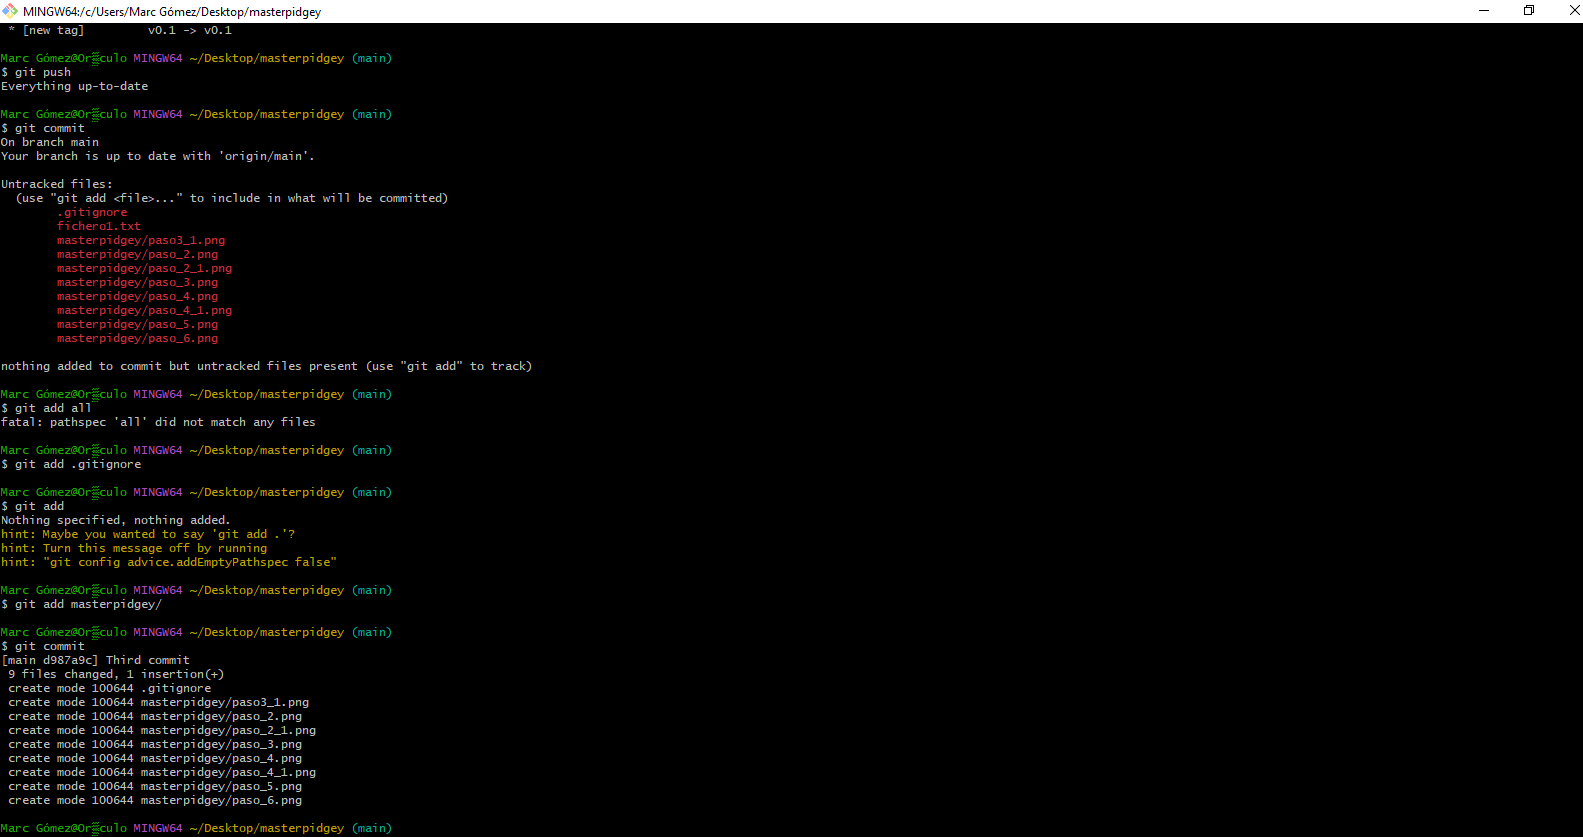 MINGW64:/c/Users/Marc Gómez/Desktop/masterpidgey
* [new tag]         v0.1 -> v0.1
Marc Gómez@Or▒culo MINGW64 ~/Desktop/masterpidgey (main)
$ git push
Everything up-to-date
Marc Gómez@Or▒culo MINGW64 ~/Desktop/masterpidgey (main)
$ git commit
On branch main
Your branch is up to date with 'origin/main'.
Untracked files:
  (use "git add <file>..." to include in what will be committed)
        .gitignore
        fichero1.txt
        masterpidgey/paso3_1.png
        masterpidgey/paso_2.png
        masterpidgey/paso_2_1.png
        masterpidgey/paso_3.png
        masterpidgey/paso_4.png
        masterpidgey/paso_4_1.png
        masterpidgey/paso_5.png
        masterpidgey/paso_6.png
nothing added to commit but untracked files present (use "git add" to track)
Marc Gómez@Or▒culo MINGW64 ~/Desktop/masterpidgey (main)
$ git add all
fatal: pathspec 'all' did not match any files
Marc Gómez@Or▒culo MINGW64 ~/Desktop/masterpidgey (main)
$ git add .gitignore
Marc Gómez@Or▒culo MINGW64 ~/Desktop/masterpidgey (main)
$ git add
Nothing specified, nothing added.
hint: Maybe you wanted to say 'git add .'?
hint: Turn this message off by running
hint: "git config advice.addEmptyPathspec false"
Marc Gómez@Or▒culo MINGW64 ~/Desktop/masterpidgey (main)
$ git add masterpidgey/
Marc Gómez@Or▒culo MINGW64 ~/Desktop/masterpidgey (main)
$ git commit
[main d987a9c] Third commit
 9 files changed, 1 insertion(+)
 create mode 100644 .gitignore
 create mode 100644 masterpidgey/paso3_1.png
 create mode 100644 masterpidgey/paso_2.png
 create mode 100644 masterpidgey/paso_2_1.png
 create mode 100644 masterpidgey/paso_3.png
 create mode 100644 masterpidgey/paso_4.png
 create mode 100644 masterpidgey/paso_4_1.png
 create mode 100644 masterpidgey/paso_5.png
 create mode 100644 masterpidgey/paso_6.png
Marc Gómez@Or▒culo MINGW64 ~/Desktop/masterpidgey (main)